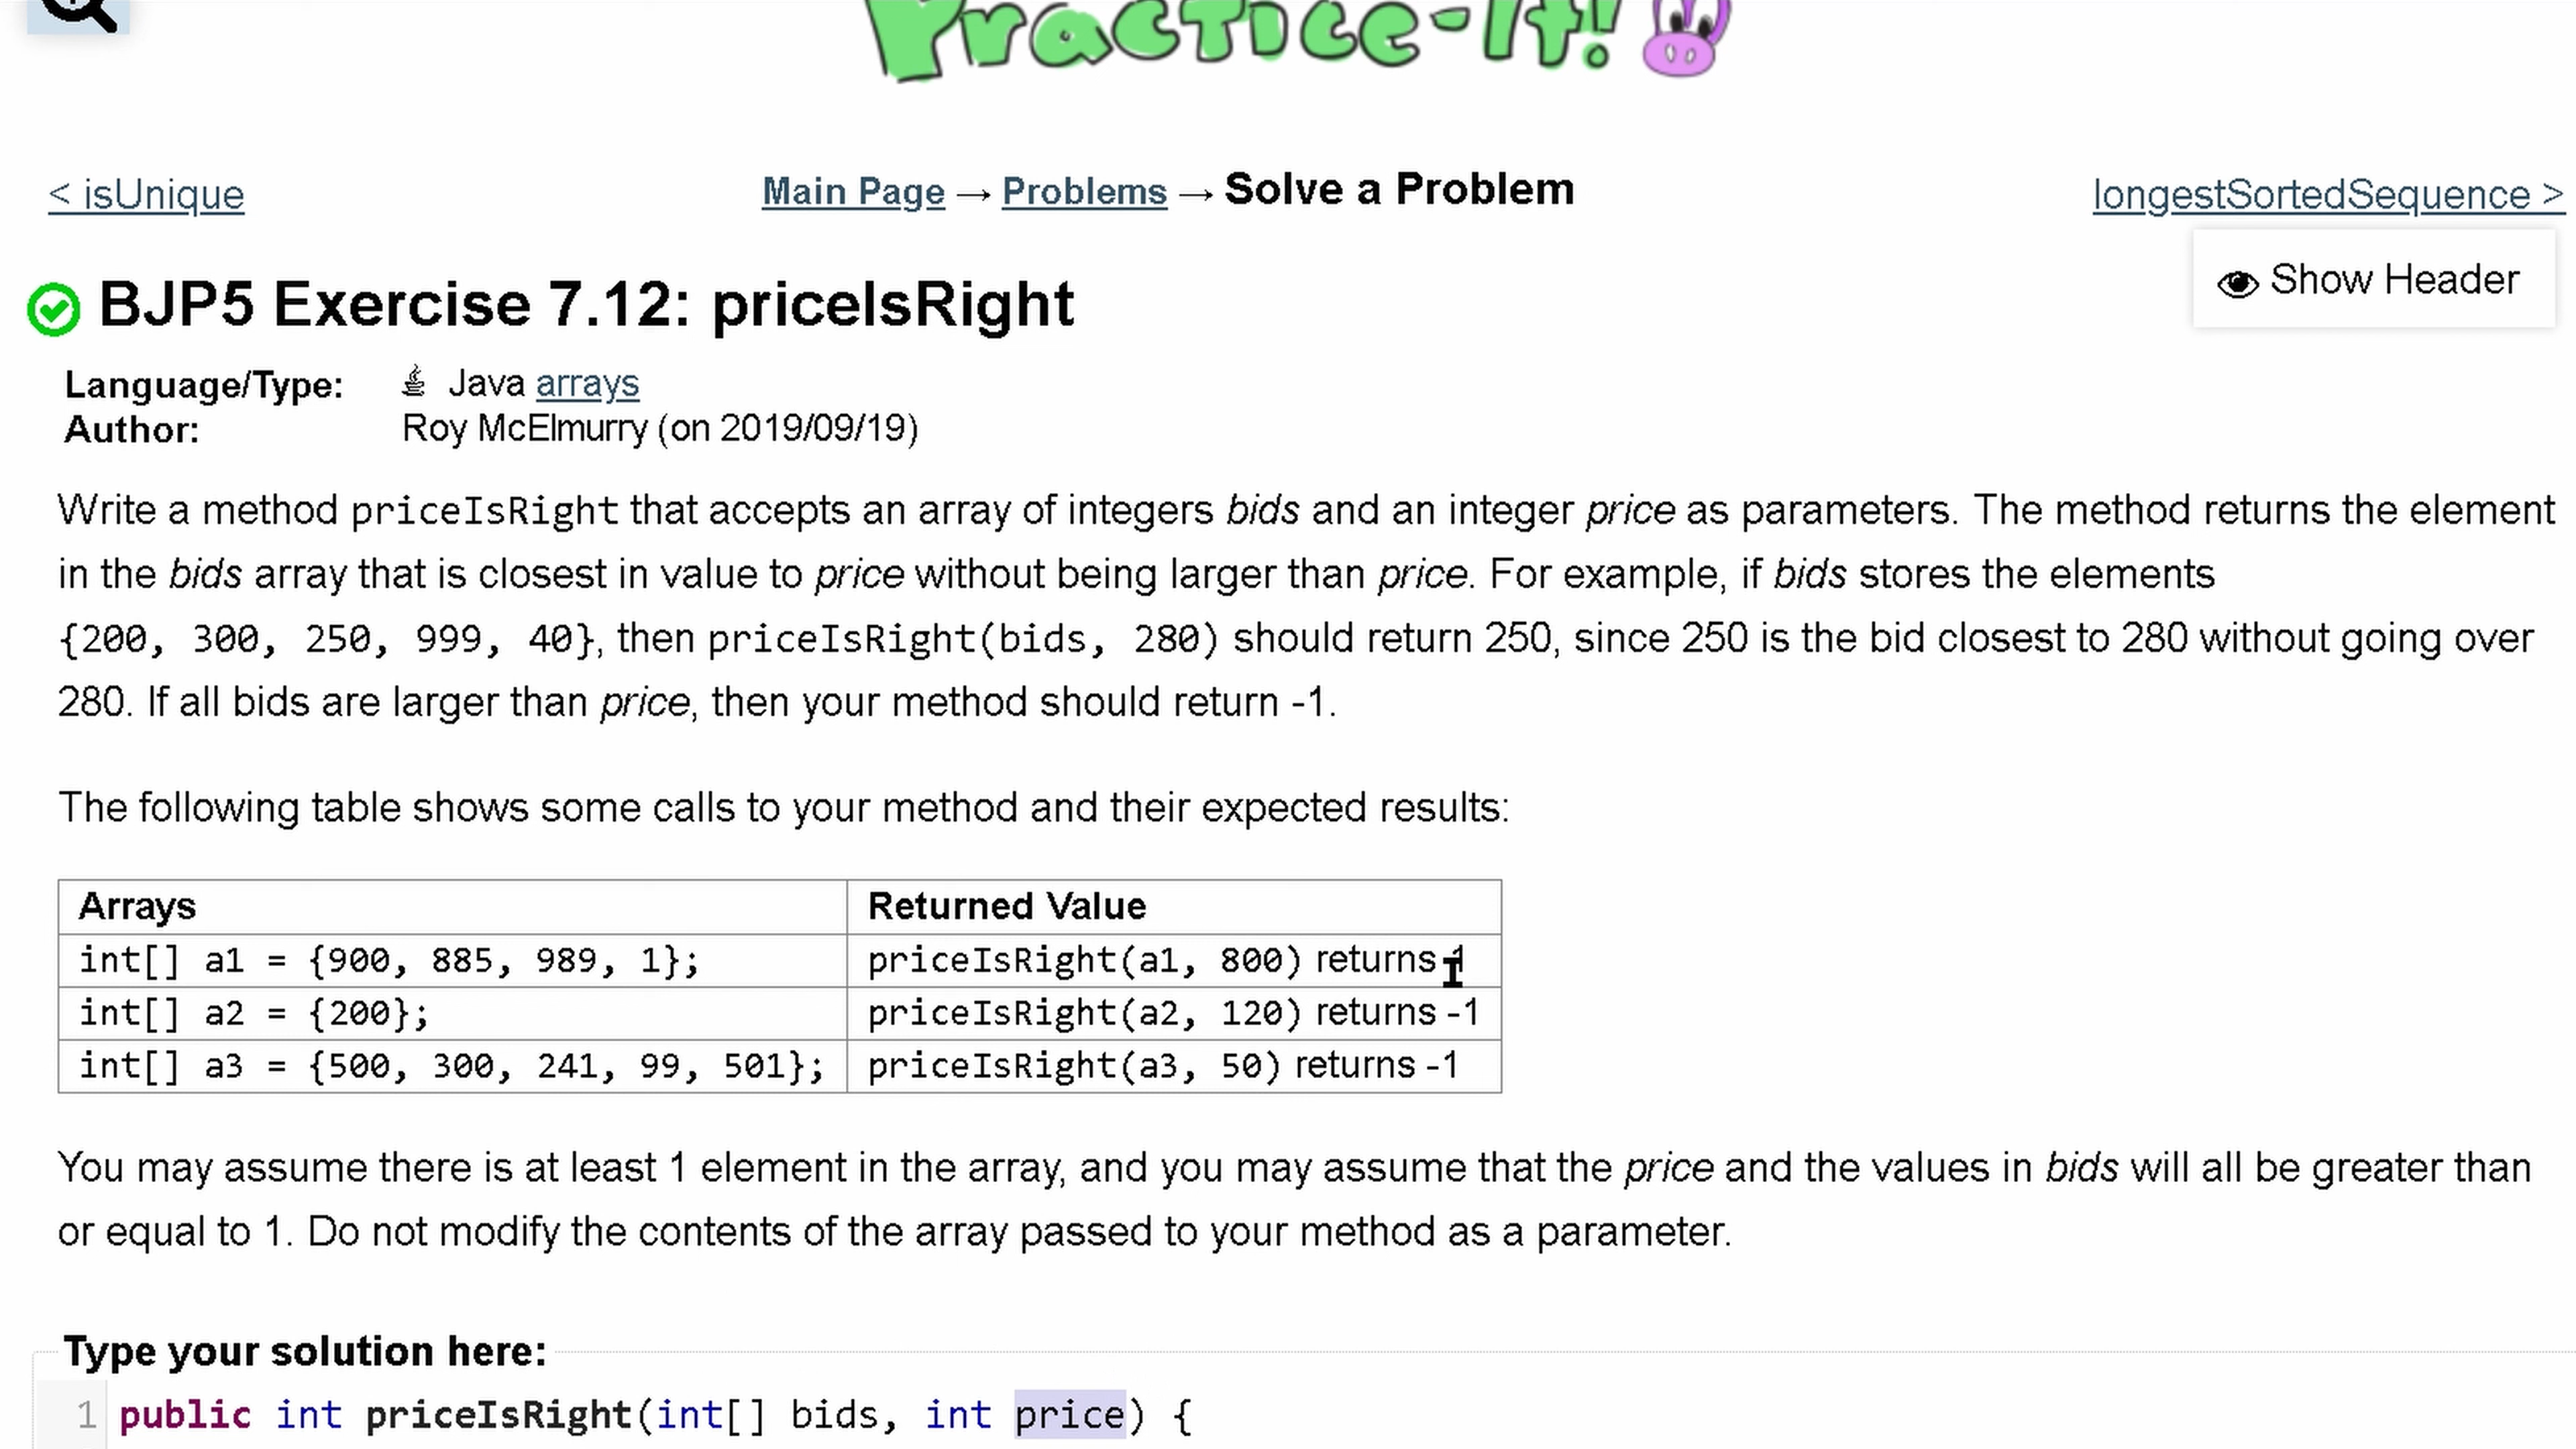 Practice-It!
< isUnique
Main Page → Problems → Solve a Problem
longestSortedSequence >
Show Header
BJP5 Exercise 7.12: priceIsRight
Language/Type: Java arrays
Author: Roy McElmurry (on 2019/09/19)
Write a method priceIsRight that accepts an array of integers bids and an integer price as parameters. The method returns the element
in the bids array that is closest in value to price without being larger than price. For example, if bids stores the elements
{200, 300, 250, 999, 40}, then priceIsRight(bids, 280) should return 250, since 250 is the bid closest to 280 without going over
280. If all bids are larger than price, then your method should return -1.
The following table shows some calls to your method and their expected results:
Arrays Returned Value
int[] a1 = {900, 885, 989, 1}; priceIsRight(a1, 800) returns 1
int[] a2 = {200}; priceIsRight(a2, 120) returns -1
int[] a3 = {500, 300, 241, 99, 501}; priceIsRight(a3, 50) returns -1
You may assume there is at least 1 element in the array, and you may assume that the price and the values in bids will all be greater than
or equal to 1. Do not modify the contents of the array passed to your method as a parameter.
Type your solution here:
1 public int priceIsRight(int[] bids, int price) {